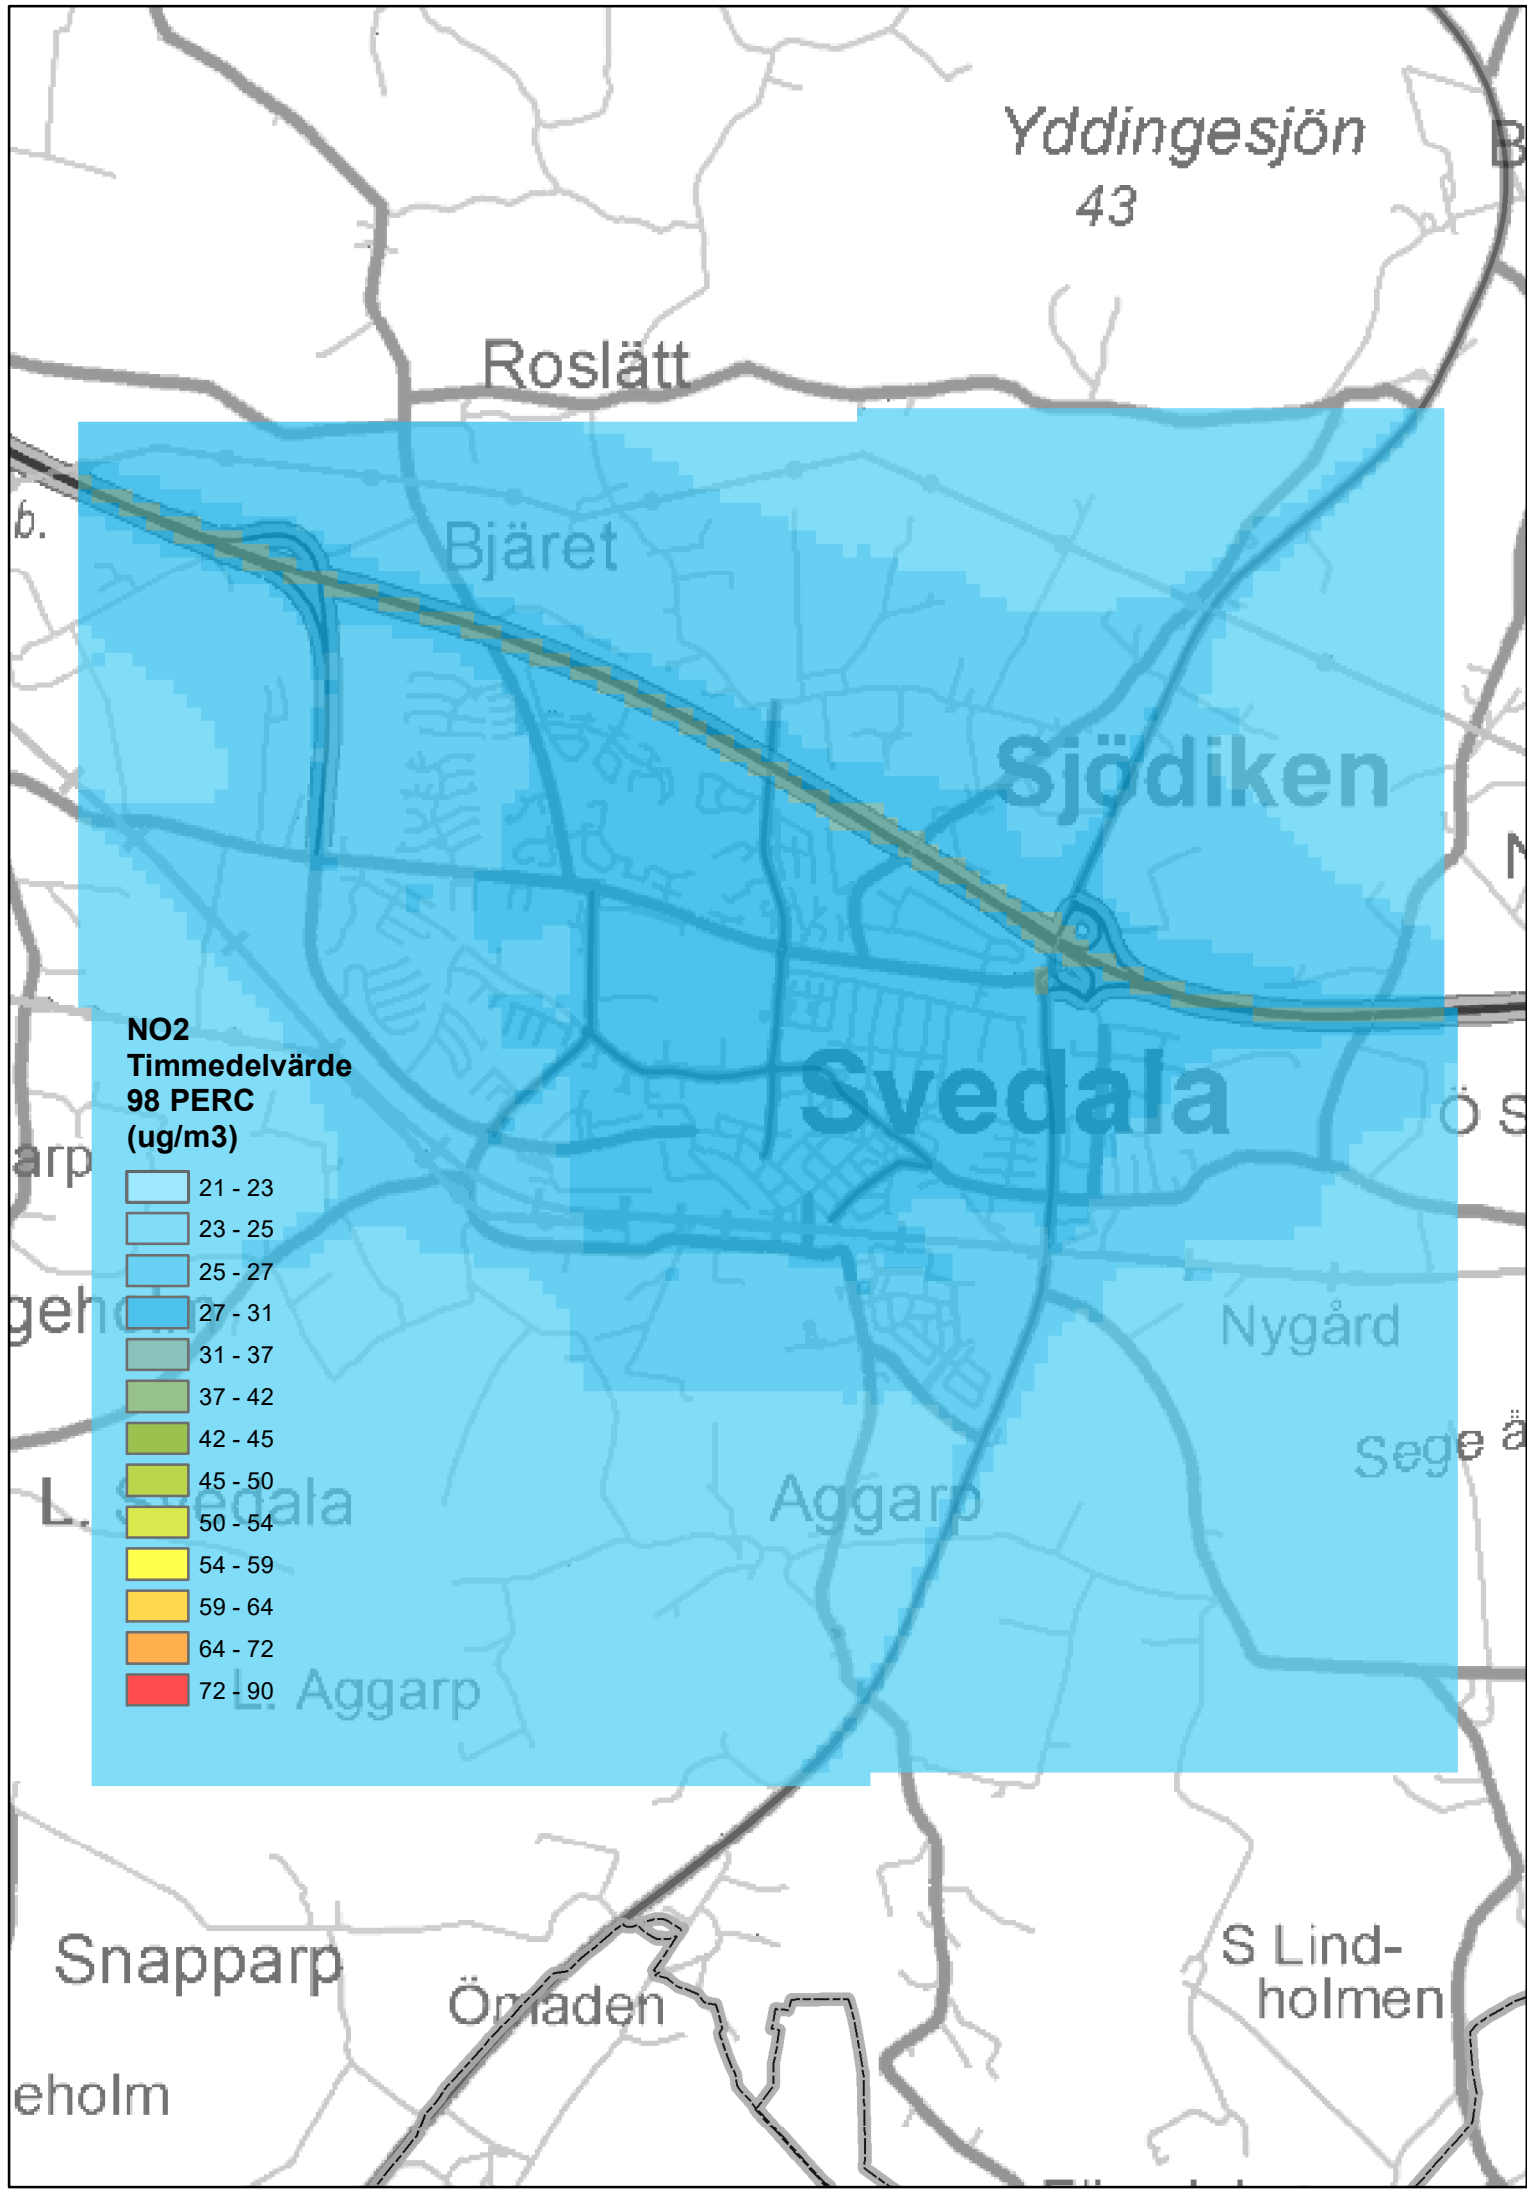 Yddingesjön
43
B
Roslätt
b.
Bjäret
Sjödiken
N
NO2
Timmedelvärde
98 PERC
(ug/m3)
Svedala
Ö S
arp
21 - 23
23 - 25
25 - 27
27 - 31
31 - 37
37 - 42
42 - 45
45 - 50
50 - 54
54 - 59
59 - 64
64 - 72
72 - 90
Nygård
Sege ä
L. Svedala
Aggarp
L. Aggarp
Snapparp
Ömaden
S Lind-
holmen
eholm